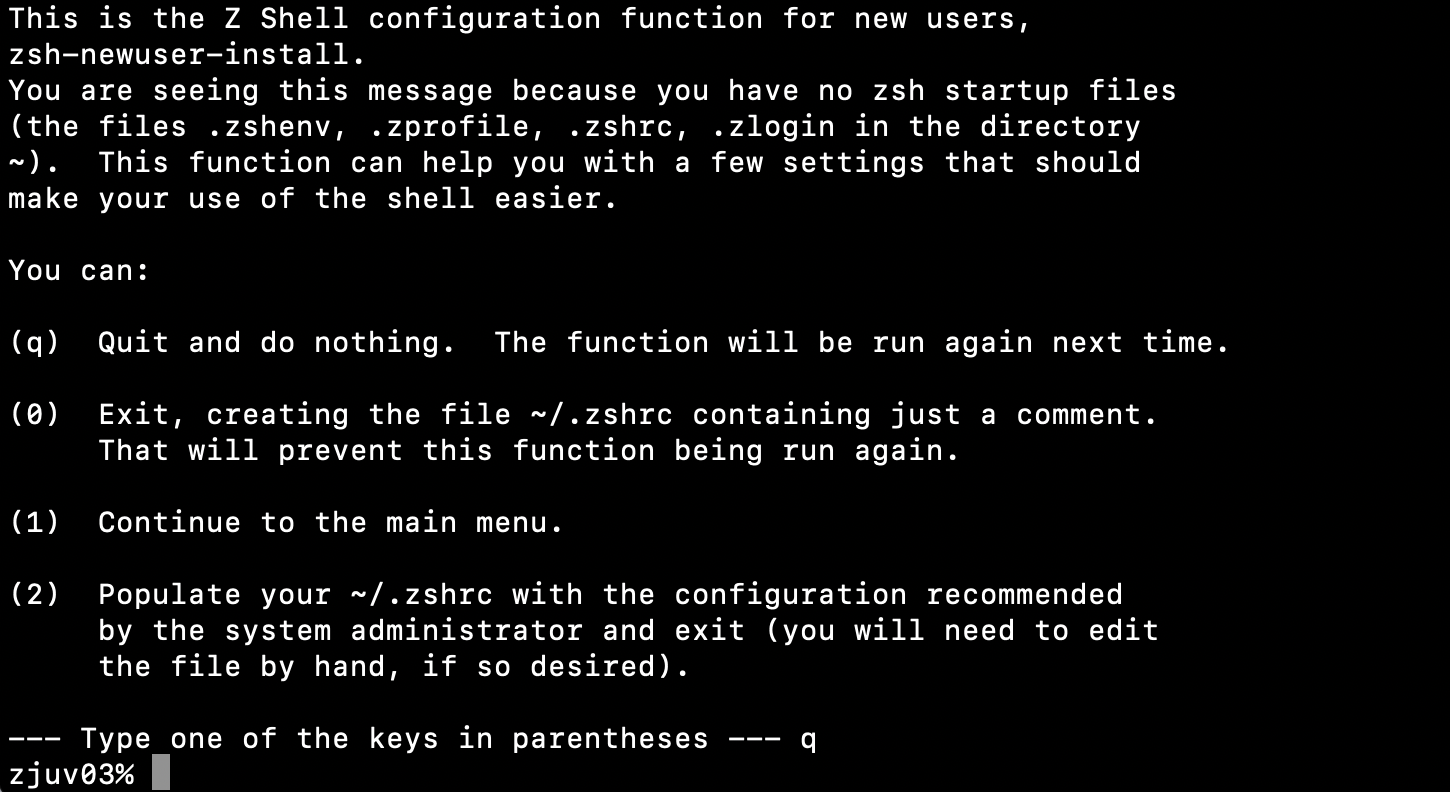 This is the Z Shell configuration function for new users,
zsh-newuser-install.
You are seeing this message because you have no zsh startup files
(the files .zshenv, .zprofile, .zshrc, .zlogin in the directory
~).  This function can help you with a few settings that should
make your use of the shell easier.

You can:

(q)  Quit and do nothing.  The function will be run again next time.

(0)  Exit, creating the file ~/.zshrc containing just a comment.
     That will prevent this function being run again.

(1)  Continue to the main menu.

(2)  Populate your ~/.zshrc with the configuration recommended
     by the system administrator and exit (you will need to edit
     the file by hand, if so desired).

--- Type one of the keys in parentheses --- q
zjuv03%